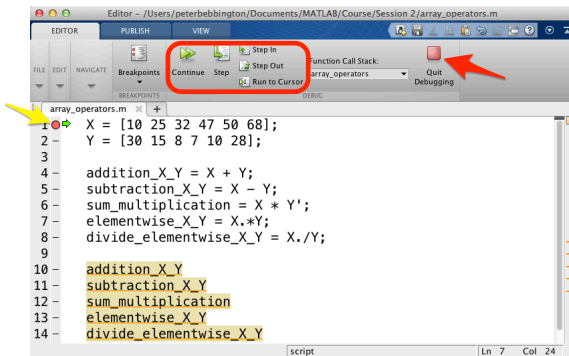 Editor – /Users/peterbebbington/Documents/MATLAB/Course/Session 2/array_operators.m
EDITOR PUBLISH VIEW
FILE EDIT NAVIGATE Breakpoints Continue Step Step In Step Out Run to Cursor Function Call Stack: array_operators Quit Debugging
BREAKPOINTS DEBUG
array_operators.m × +
1 X = [10 25 32 47 50 68];
2 – Y = [30 15 8 7 10 28];
3
4 – addition_X_Y = X + Y;
5 – subtraction_X_Y = X – Y;
6 – sum_multiplication = X * Y';
7 – elementwise_X_Y = X.*Y;
8 – divide_elementwise_X_Y = X./Y;
9
10 – addition_X_Y
11 – subtraction_X_Y
12 – sum_multiplication
13 – elementwise_X_Y
14 – divide_elementwise_X_Y
script Ln 7 Col 24